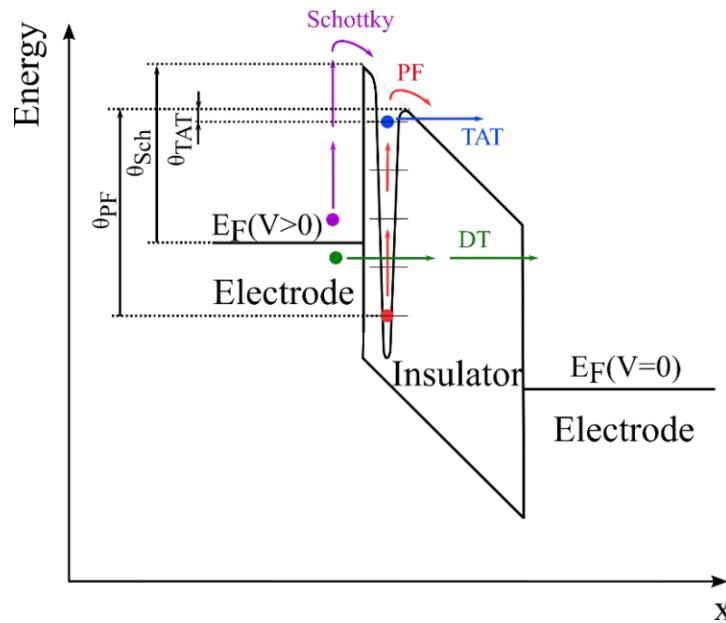 Schottky
Energy
PF
TAT
θTAT
θSch
θPF
EF(V>0)
DT
Electrode
Insulator
EF(V=0)
Electrode
x